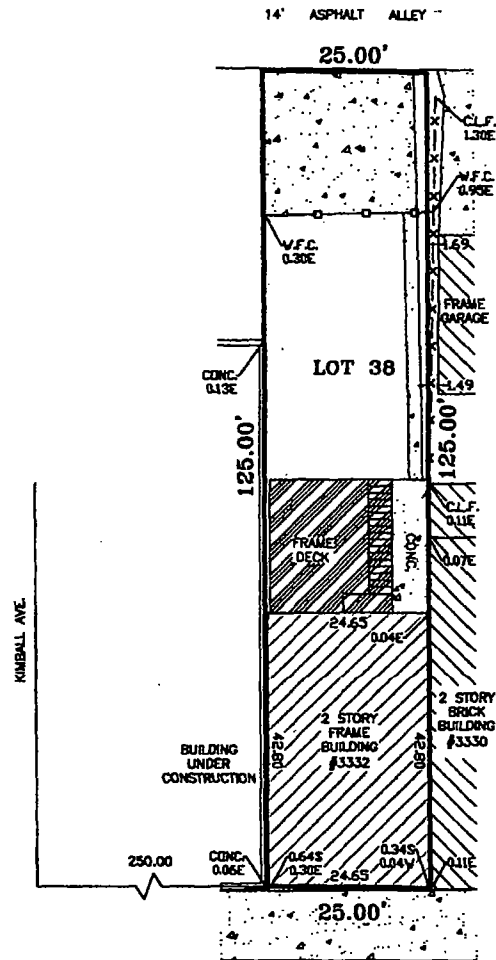 14' ASPHALT ALLEY
25.00'
C.L.F.
1.30E
W.F.C.
0.95E
1.69
W.F.C.
0.30E
FRAME
GARAGE
LOT 38
CONC.
0.13E
1.49
125.00'
125.00'
C.L.F.
0.11E
FRAME
DECK
CONC.
0.07E
24.65
0.04E
KIMBALL AVE.
2 STORY
FRAME
BUILDING
#3332
2 STORY
BRICK
BUILDING
#3330
42.80
42.80
BUILDING
UNDER
CONSTRUCTION
250.00
CONC.
0.06E
0.64S
0.30E
24.65
0.34S
0.04W
0.11E
25.00'